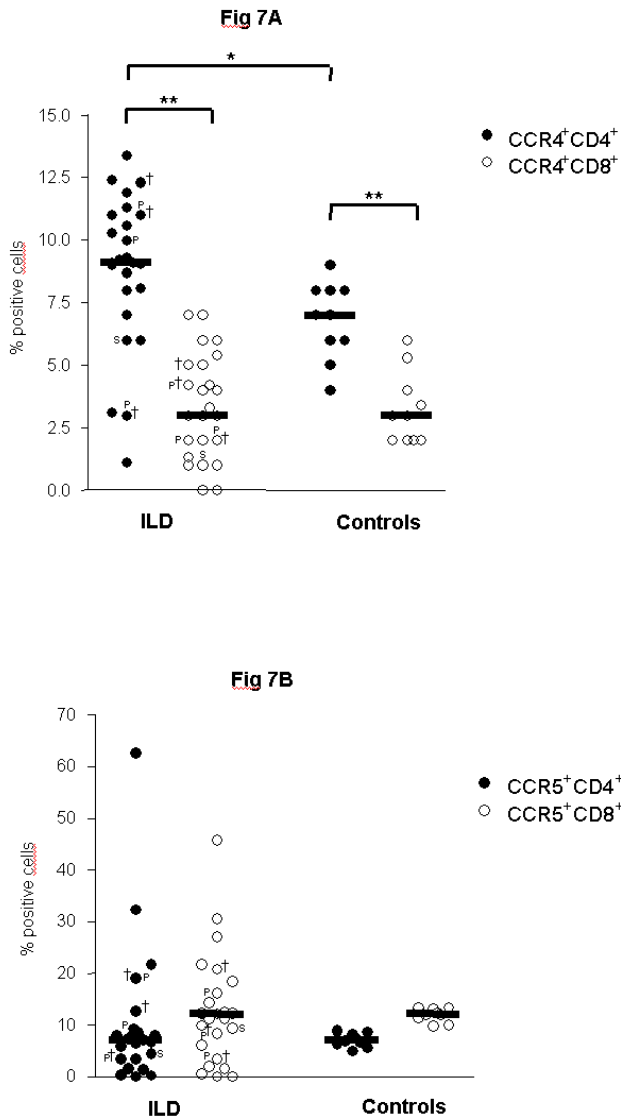 Fig 7A
*
**
**
15.0
12.5
10.0
7.5
5.0
2.5
0.0
% positive cells
CCR4⁺CD4⁺
CCR4⁺CD8⁺
†
P †
P
S
P
†
†
P†
P
P
†
S
ILD
Controls
Fig 7B
70
60
50
40
30
20
10
0
% positive cells
CCR5⁺CD4⁺
CCR5⁺CD8⁺
† P
†
P
P†
S
†
P
P†
S
P †
ILD
Controls